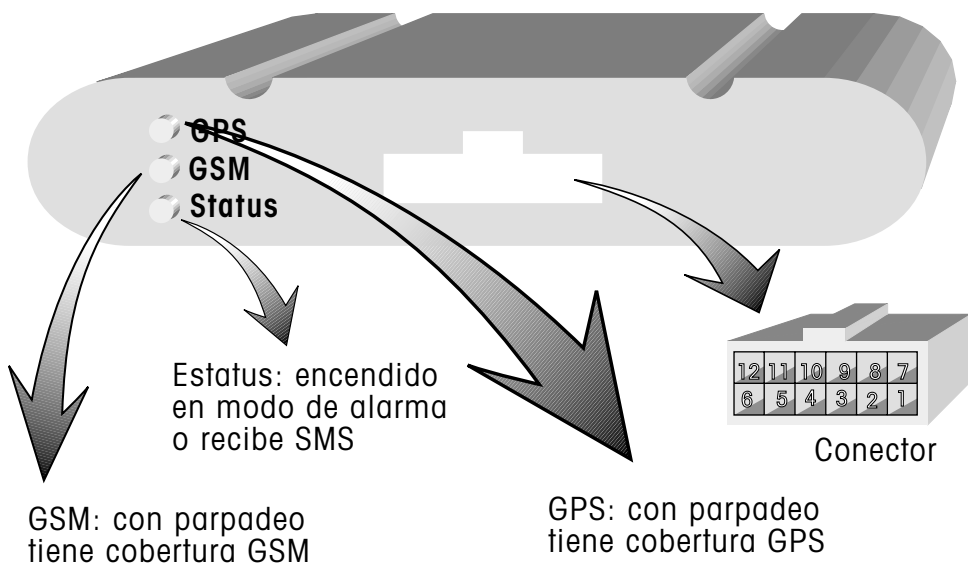 GPS
GSM
Status
Estatus: encendido
en modo de alarma
o recibe SMS
12 11 10 9 8 7
6 5 4 3 2 1
Conector
GSM: con parpadeo
tiene cobertura GSM
GPS: con parpadeo
tiene cobertura GPS